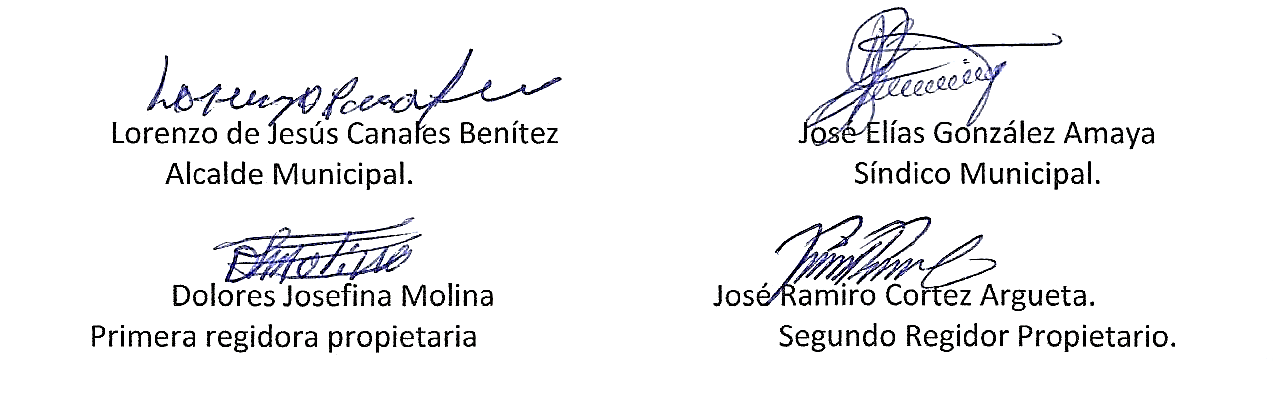 Lorenzo de Jesús Canales Benítez
Alcalde Municipal.
José Elías González Amaya
Síndico Municipal.
Dolores Josefina Molina
Primera regidora propietaria
José Ramiro Cortez Argueta.
Segundo Regidor Propietario.